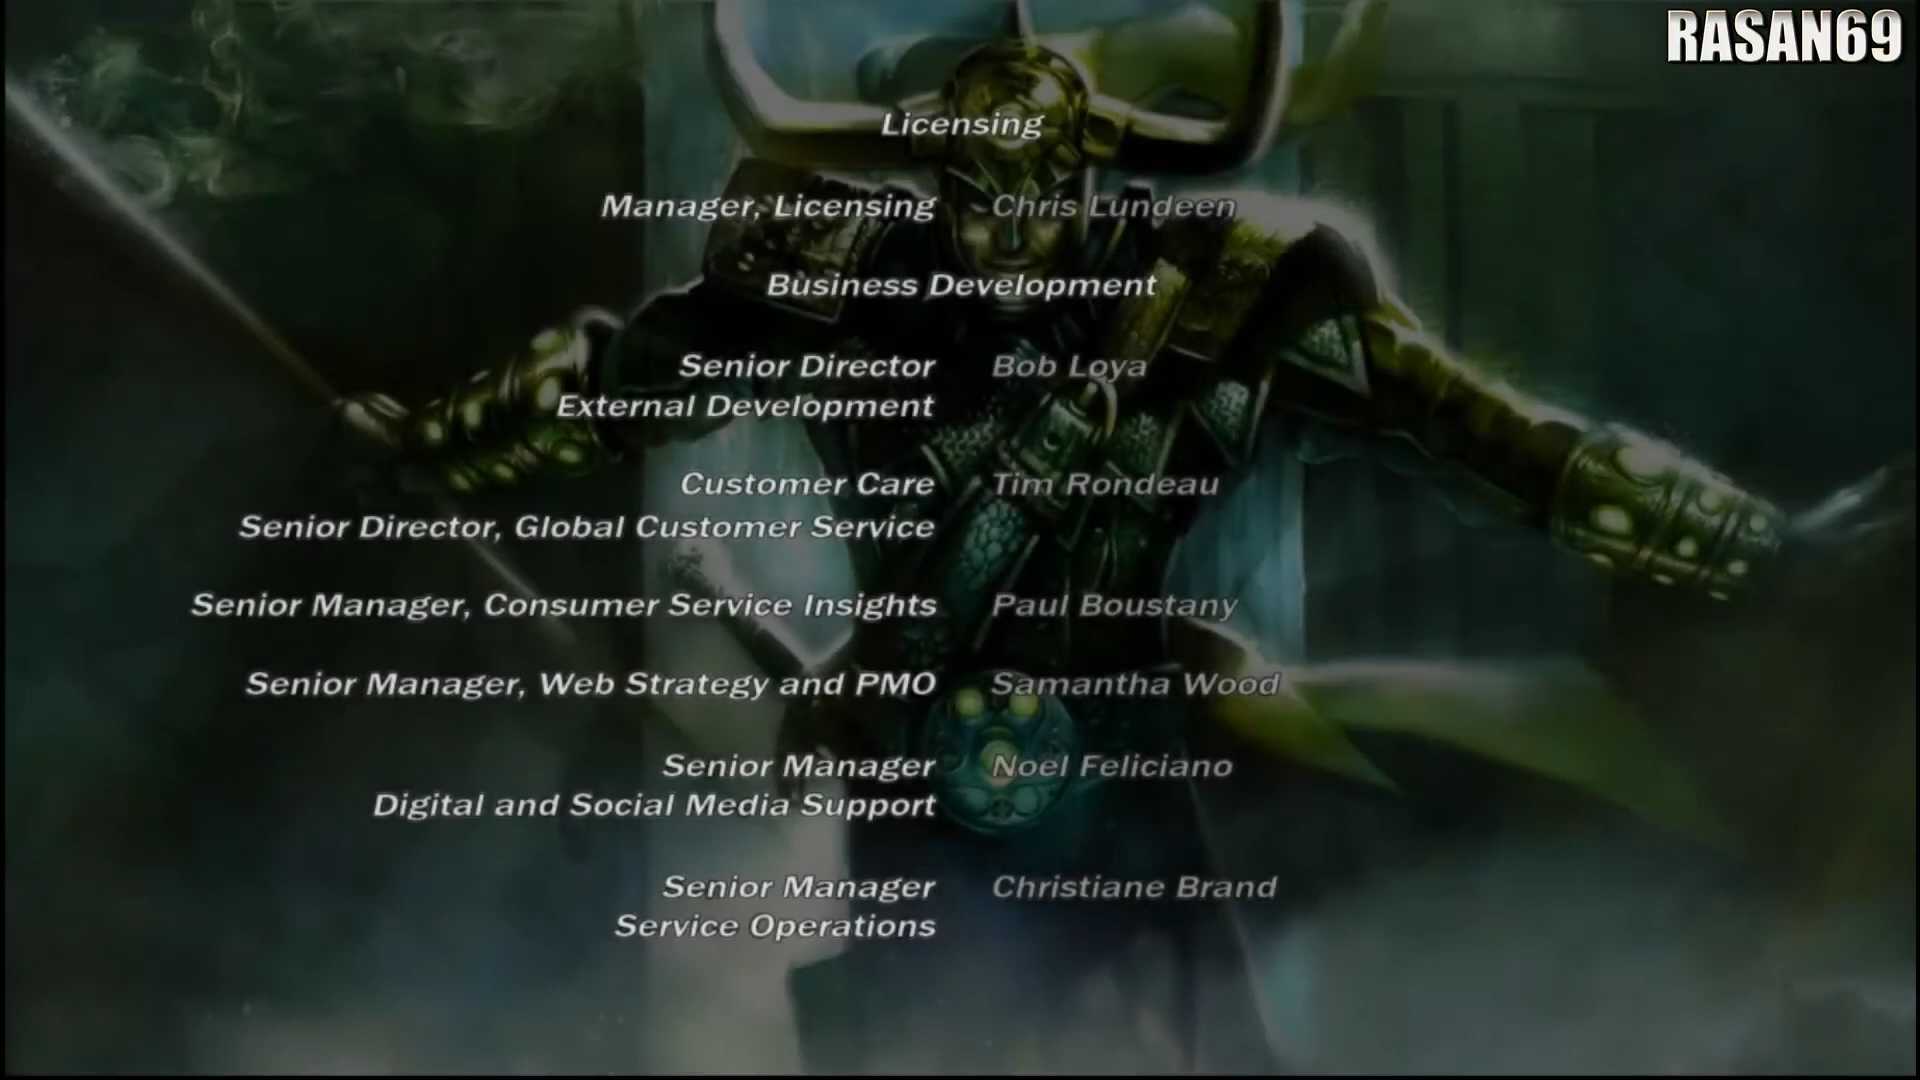 RASAN69
Licensing
Manager, Licensing Chris Lundeen
Business Development
Senior Director Bob Loya
External Development
Customer Care Tim Rondeau
Senior Director, Global Customer Service
Senior Manager, Consumer Service Insights Paul Boustany
Senior Manager, Web Strategy and PMO Samantha Wood
Senior Manager Noel Feliciano
Digital and Social Media Support
Senior Manager Christiane Brand
Service Operations